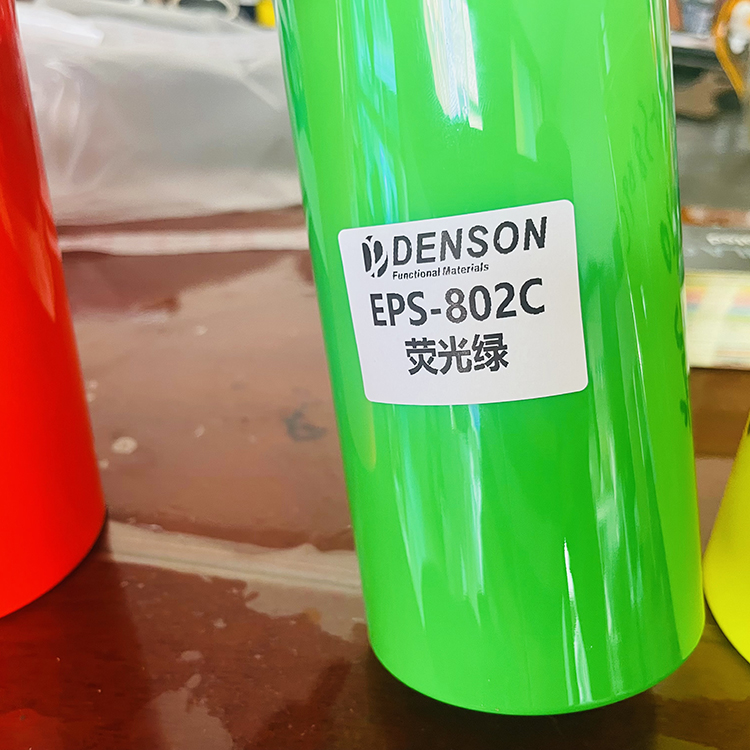 DENSON
Functional Materials
EPS-802C
荧光绿